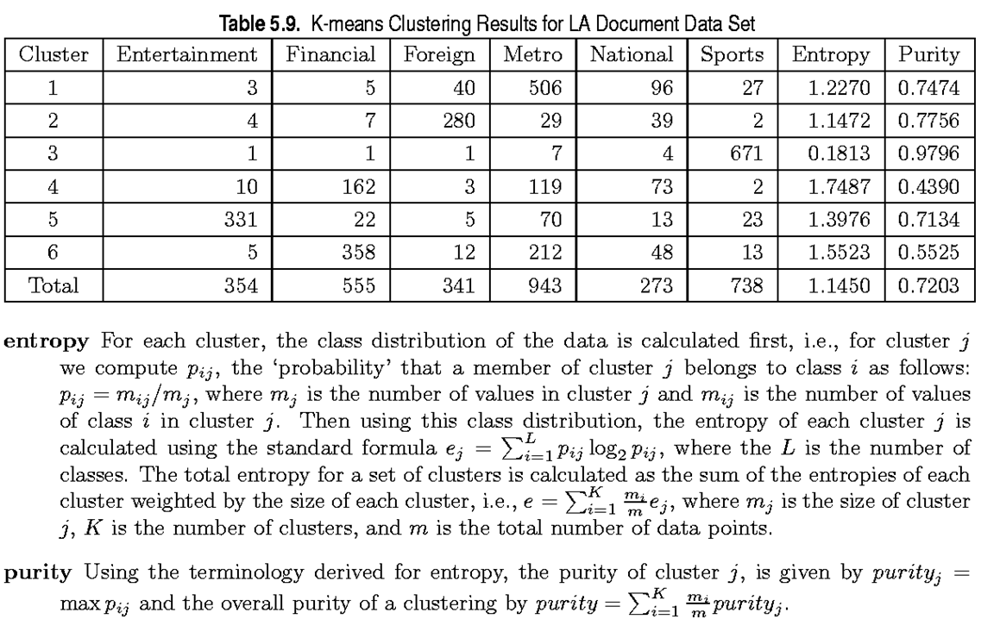 Table 5.9. K-means Clustering Results for LA Document Data Set
Cluster Entertainment Financial Foreign Metro National Sports Entropy Purity
1 3 5 40 506 96 27 1.2270 0.7474
2 4 7 280 29 39 2 1.1472 0.7756
3 1 1 1 7 4 671 0.1813 0.9796
4 10 162 3 119 73 2 1.7487 0.4390
5 331 22 5 70 13 23 1.3976 0.7134
6 5 358 12 212 48 13 1.5523 0.5525
Total 354 555 341 943 273 738 1.1450 0.7203
entropy For each cluster, the class distribution of the data is calculated first, i.e., for cluster j
we compute p_{ij}, the ‘probability’ that a member of cluster j belongs to class i as follows:
p_{ij} = m_{ij}/m_j, where m_j is the number of values in cluster j and m_{ij} is the number of values
of class i in cluster j. Then using this class distribution, the entropy of each cluster j is
calculated using the standard formula e_j = ∑_{i=1}^{L} p_{ij} log_2 p_{ij}, where the L is the number of
classes. The total entropy for a set of clusters is calculated as the sum of the entropies of each
cluster weighted by the size of each cluster, i.e., e = ∑_{i=1}^{K} \frac{m_i}{m} e_j, where m_j is the size of cluster
j, K is the number of clusters, and m is the total number of data points.
purity Using the terminology derived for entropy, the purity of cluster j, is given by purity_j =
max p_{ij} and the overall purity of a clustering by purity = ∑_{i=1}^{K} \frac{m_i}{m} purity_j.